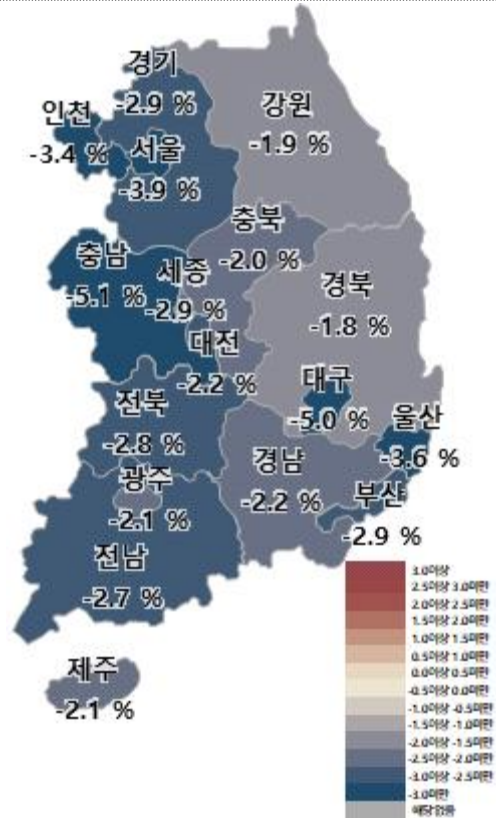 경기
-2.9 %
인천
-3.4 %
서울
-3.9 %
강원
-1.9 %
충북
-2.0 %
충남
-5.1 %
세종
-2.9 %
대전
-2.2 %
경북
-1.8 %
대구
-5.0 %
울산
-3.6 %
전북
-2.8 %
경남
-2.2 %
부산
-2.9 %
광주
-2.1 %
전남
-2.7 %
제주
-2.1 %
3.0이상
2.5이상 3.0미만
2.0이상 2.5미만
1.5이상 2.0미만
1.0이상 1.5미만
0.5이상 1.0미만
0.0이상 0.5미만
-0.5이상 0.0미만
-1.0이상 -0.5미만
-1.5이상 -1.0미만
-2.0이상 -1.5미만
-2.5이상 -2.0미만
-3.0이상 -2.5미만
-3.0미만
해당없음